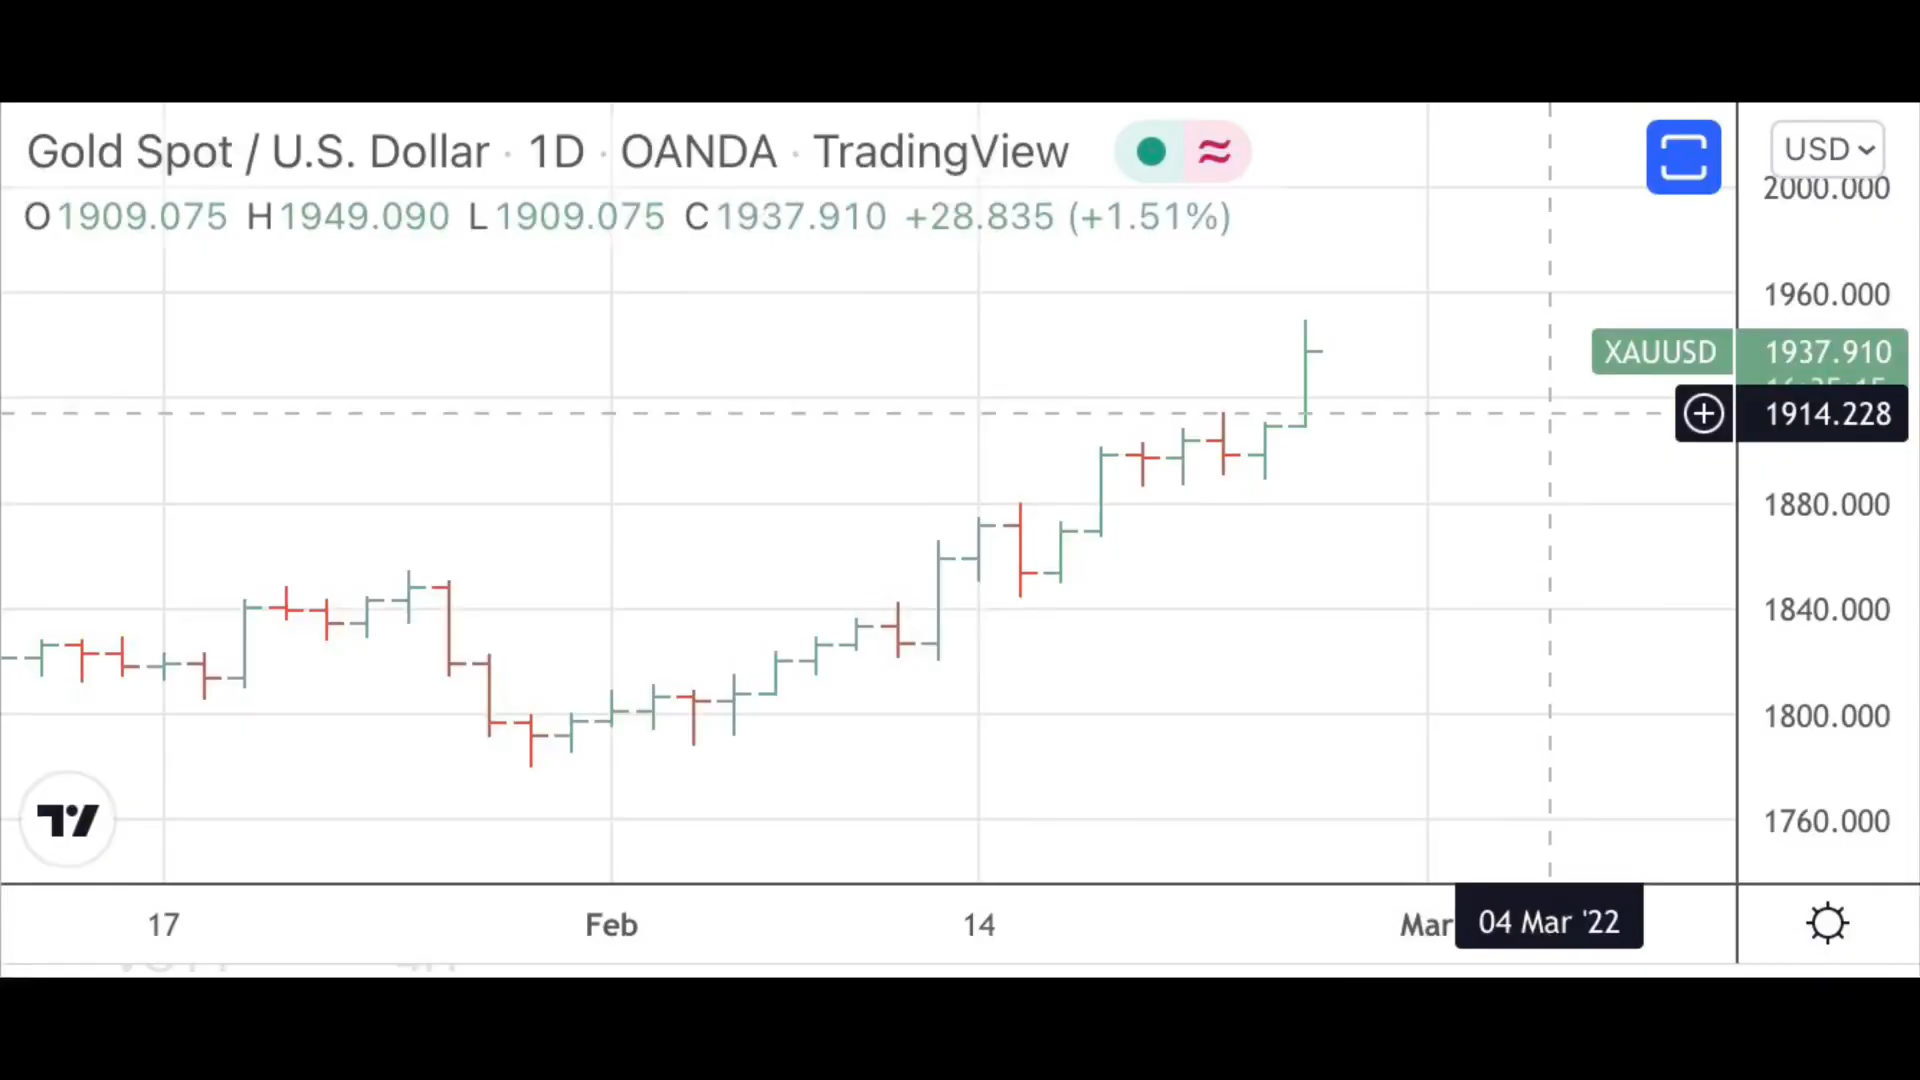 Gold Spot / U.S. Dollar · 1D · OANDA · TradingView
USD
O1909.075 H1949.090 L1909.075 C1937.910 +28.835 (+1.51%)
2000.000
1960.000
XAUUSD 1937.910
1914.228
1880.000
1840.000
1800.000
1760.000
17 Feb 14 Mar 04 Mar '22